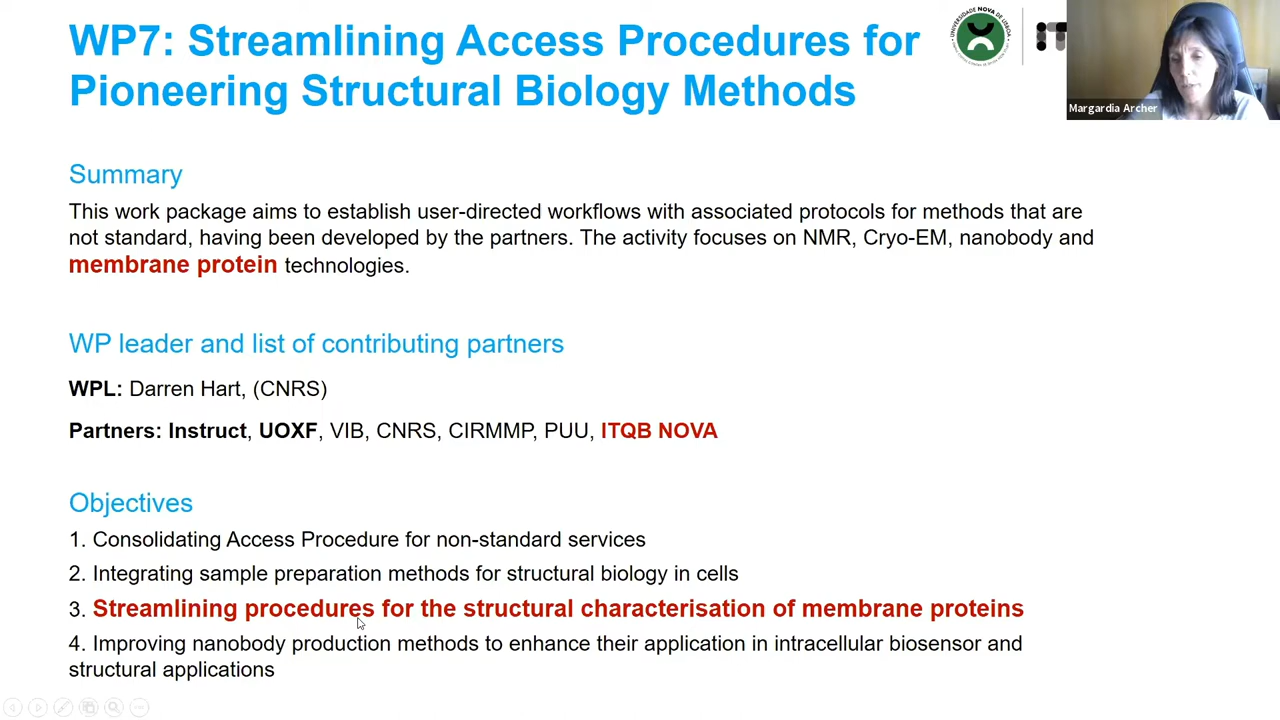 WP7: Streamlining Access Procedures for
Pioneering Structural Biology Methods
Margardia Archer
Summary
This work package aims to establish user-directed workflows with associated protocols for methods that are
not standard, having been developed by the partners. The activity focuses on NMR, Cryo-EM, nanobody and
membrane protein technologies.
WP leader and list of contributing partners
WPL: Darren Hart, (CNRS)
Partners: Instruct, UOXF, VIB, CNRS, CIRMMP, PUU, ITQB NOVA
Objectives
1. Consolidating Access Procedure for non-standard services
2. Integrating sample preparation methods for structural biology in cells
3. Streamlining procedures for the structural characterisation of membrane proteins
4. Improving nanobody production methods to enhance their application in intracellular biosensor and
structural applications